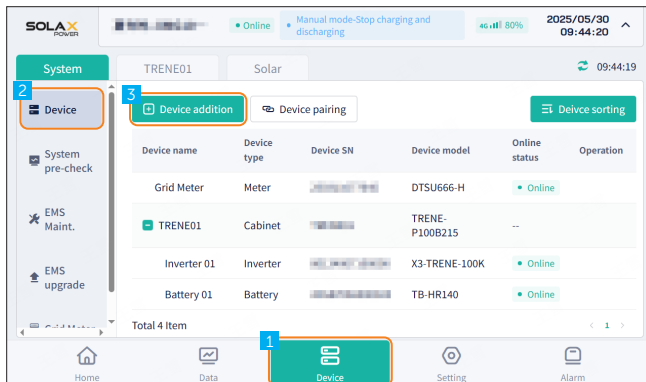 SOLAX
POWER
Online
Manual mode-Stop charging and
discharging
4G 80%
2025/05/30
09:44:20
System
TRENE01
Solar
09:44:19
2
Device
3
Device addition
Device pairing
Deivce sorting
System
pre-check
EMS
Maint.
EMS
upgrade
Grid Meter
Device name
Device
type
Device SN
Device model
Online
status
Operation
Grid Meter
Meter
DTSU666-H
Online
TRENE01
Cabinet
TRENE-
P100B215
--
Inverter 01
Inverter
X3-TRENE-100K
Online
Battery 01
Battery
TB-HR140
Online
Total 4 Item
< 1 >
1
Home
Data
Device
Setting
Alarm